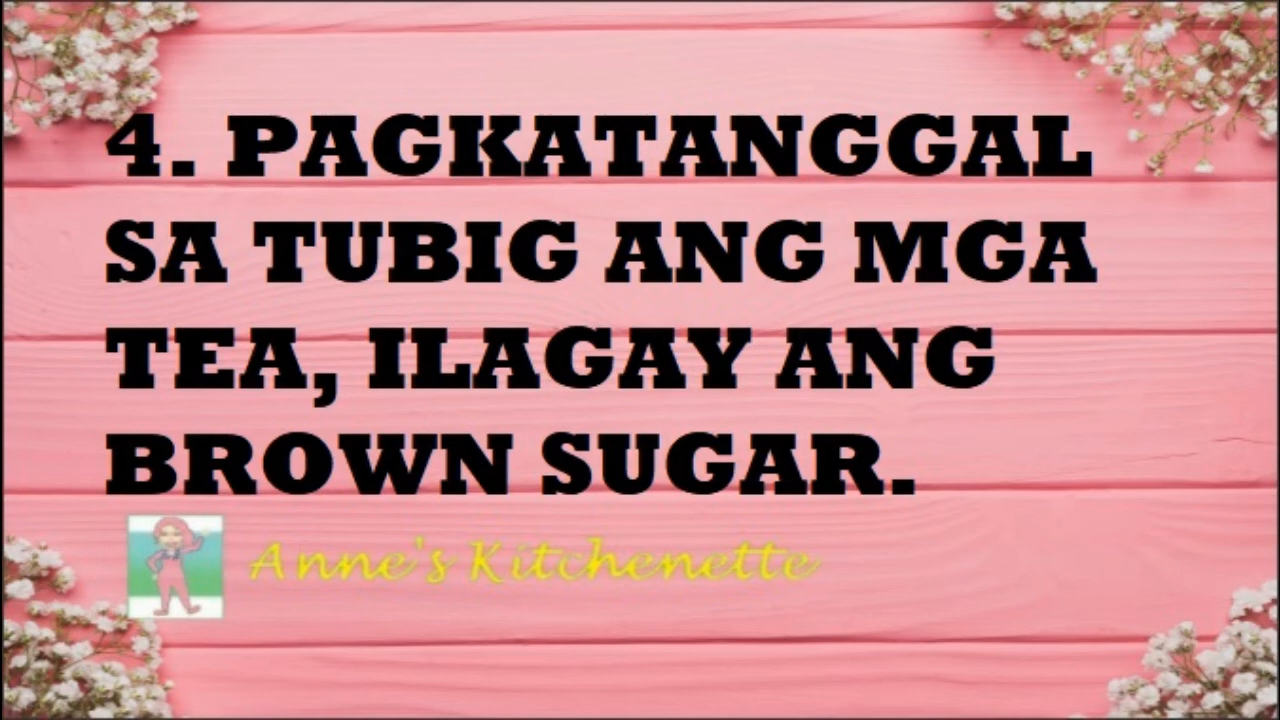 4. PAGKATANGGAL
SA TUBIG ANG MGA
TEA, ILAGAY ANG
BROWN SUGAR.
Anne's Kitchenette